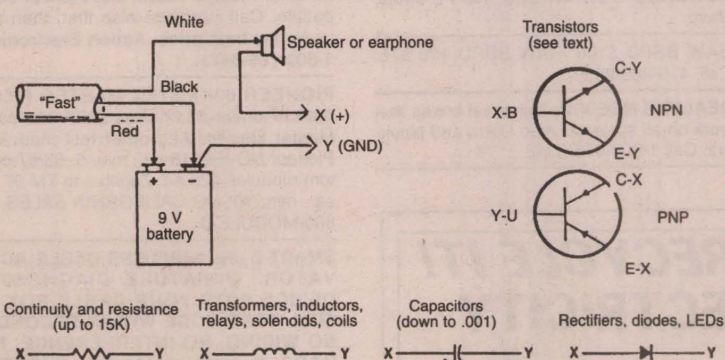 White
Speaker or earphone
Transistors
(see text)
Black
"Fast"
Red
X (+)
Y (GND)
+ −
9 V
battery
C-Y
X-B
NPN
E-Y
C-X
Y-U
PNP
E-X
Continuity and resistance
(up to 15K)
X Y
Transformers, inductors,
relays, solenoids, coils
X Y
Capacitors
(down to .001)
X Y
Rectifiers, diodes, LEDs
X Y